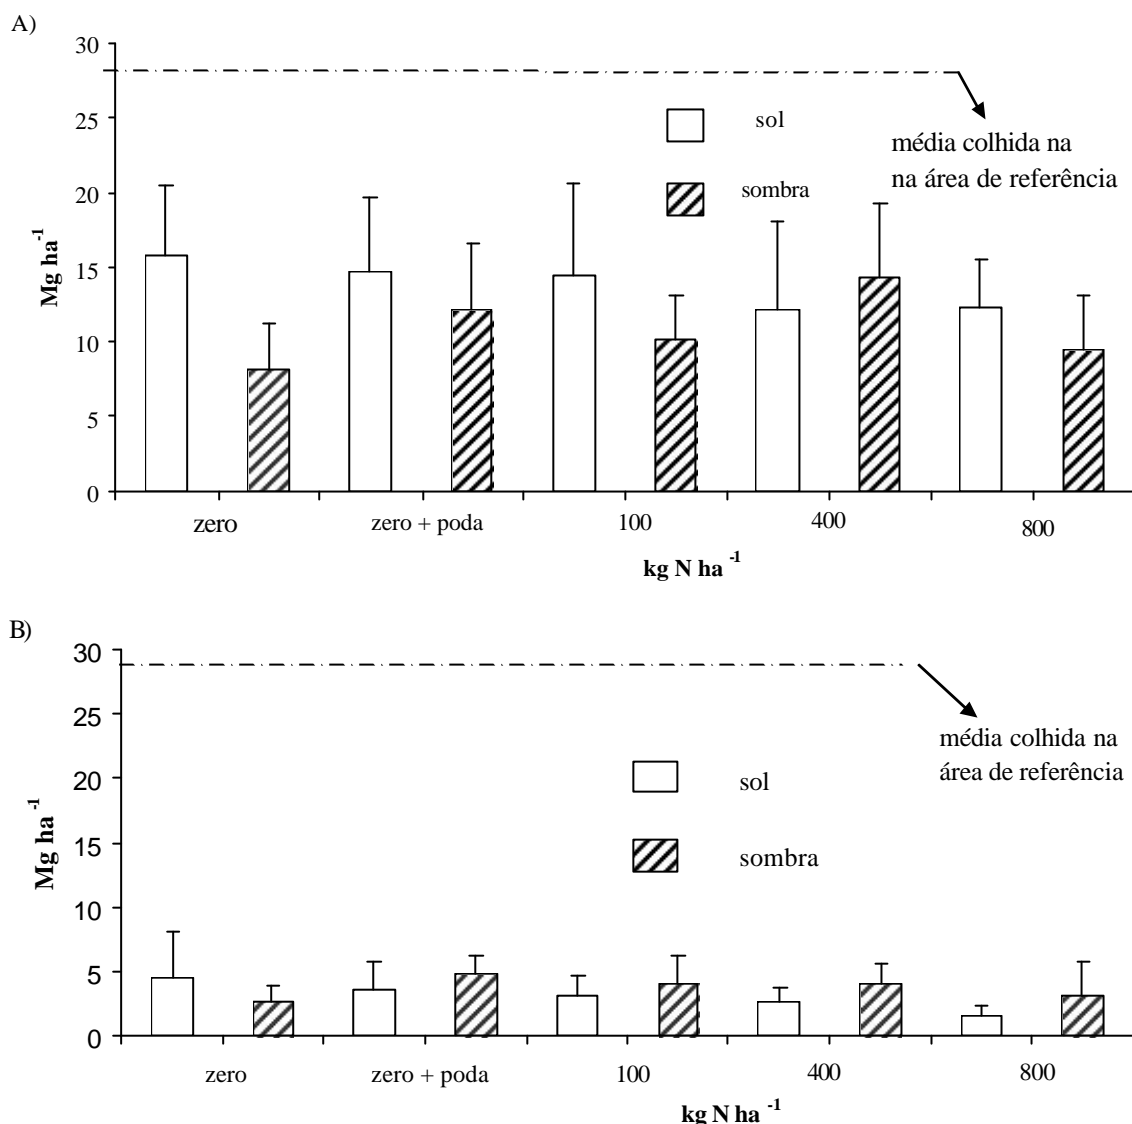 A)
30
25
20
15
10
5
0
Mg ha⁻¹
sol
sombra
média colhida na
na área de referência
zero
zero + poda
100
400
800
kg N ha ⁻¹
B)
30
25
20
15
10
5
0
Mg ha ⁻¹
sol
sombra
média colhida na
área de referência
zero
zero + poda
100
400
800
kg N ha ⁻¹